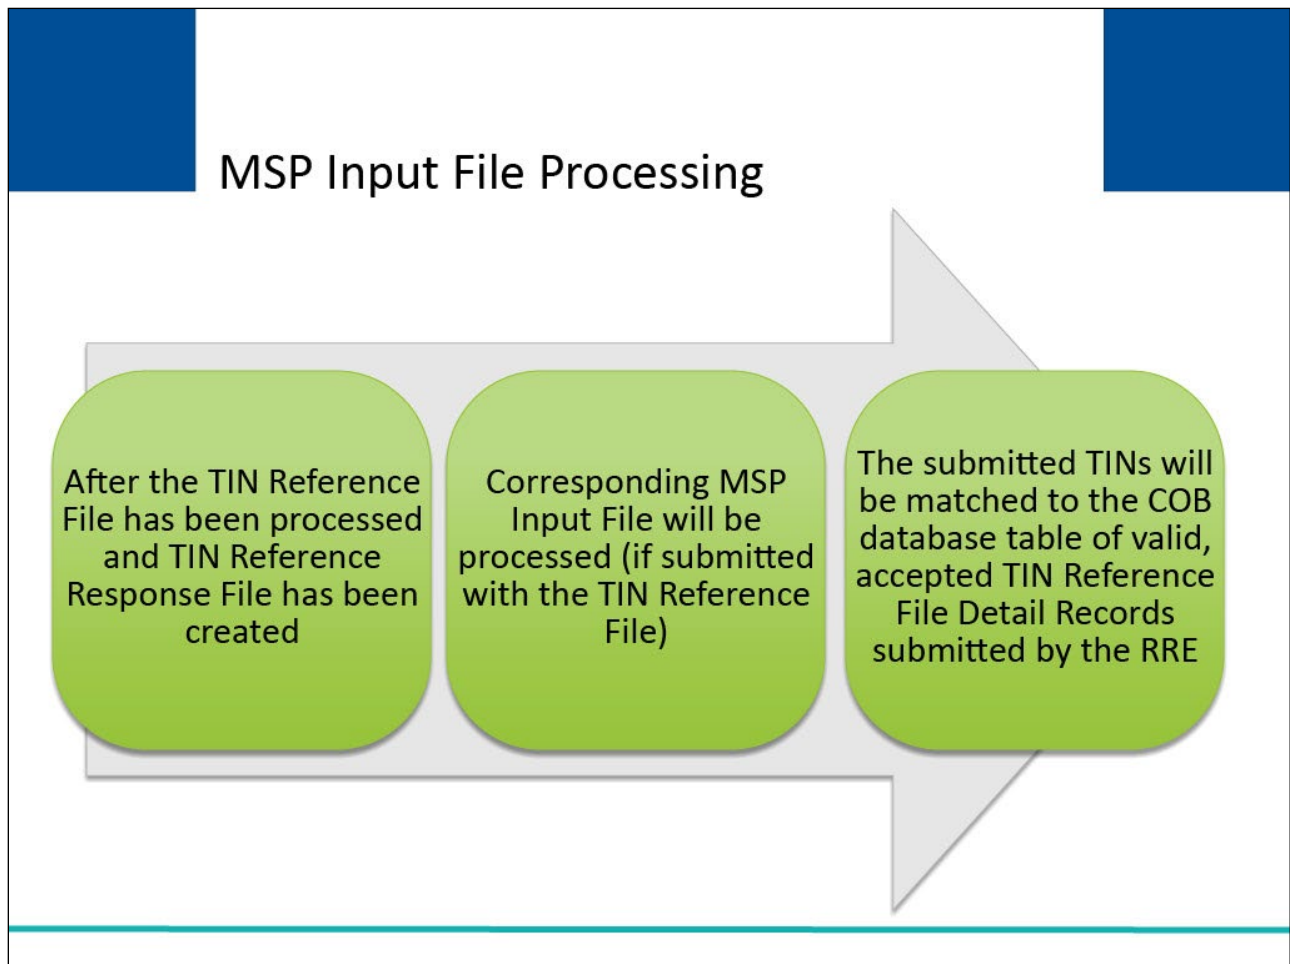 MSP Input File Processing
After the TIN Reference
File has been processed
and TIN Reference
Response File has been
created
Corresponding MSP
Input File will be
processed (if submitted
with the TIN Reference
File)
The submitted TINs will
be matched to the COB
database table of valid,
accepted TIN Reference
File Detail Records
submitted by the RRE